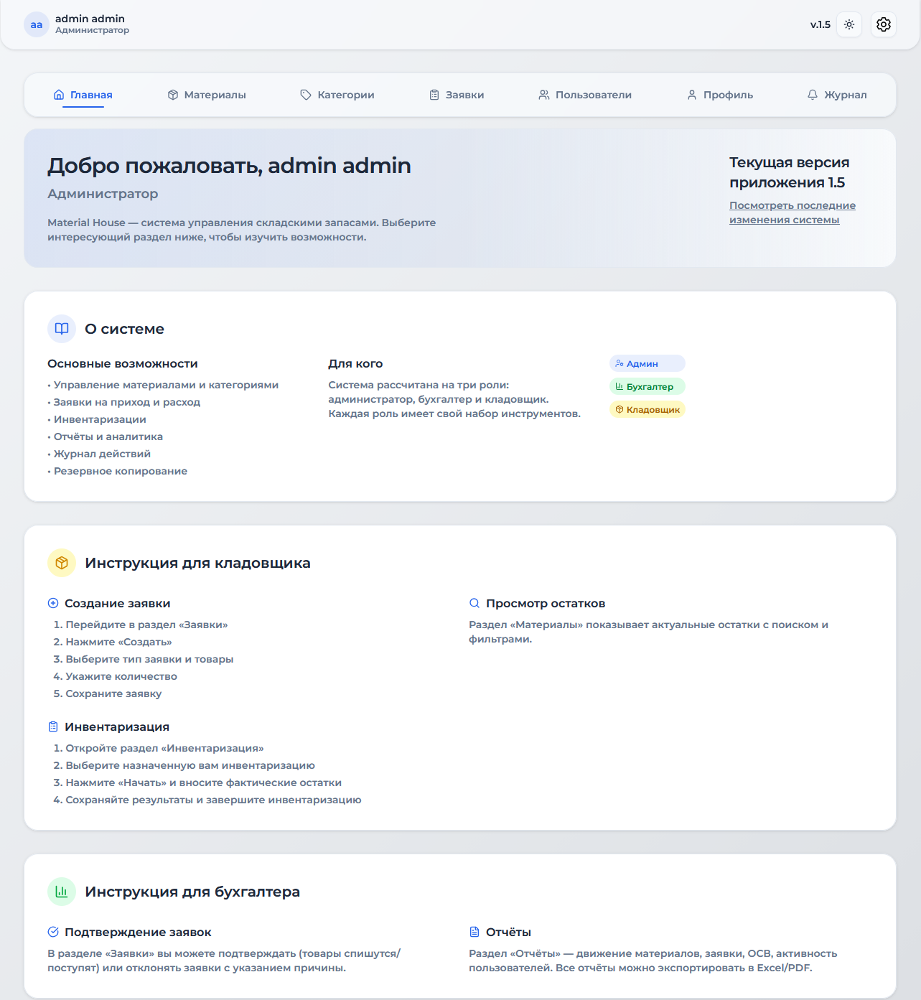 aa
admin admin
Администратор
v.1.5
Главная
Материалы
Категории
Заявки
Пользователи
Профиль
Журнал
Добро пожаловать, admin admin
Администратор
Material House — система управления складскими запасами. Выберите
интересующий раздел ниже, чтобы изучить возможности.
Текущая версия
приложения 1.5
Посмотреть последние
изменения системы
О системе
Основные возможности
• Управление материалами и категориями
• Заявки на приход и расход
• Инвентаризации
• Отчёты и аналитика
• Журнал действий
• Резервное копирование
Для кого
Система рассчитана на три роли:
администратор, бухгалтер и кладовщик.
Каждая роль имеет свой набор инструментов.
Админ
Бухгалтер
Кладовщик
Инструкция для кладовщика
Создание заявки
1. Перейдите в раздел «Заявки»
2. Нажмите «Создать»
3. Выберите тип заявки и товары
4. Укажите количество
5. Сохраните заявку
Просмотр остатков
Раздел «Материалы» показывает актуальные остатки с поиском и
фильтрами.
Инвентаризация
1. Откройте раздел «Инвентаризация»
2. Выберите назначенную вам инвентаризацию
3. Нажмите «Начать» и вносите фактические остатки
4. Сохраняйте результаты и завершите инвентаризацию
Инструкция для бухгалтера
Подтверждение заявок
В разделе «Заявки» вы можете подтверждать (товары спишутся/
поступят) или отклонять заявки с указанием причины.
Отчёты
Раздел «Отчёты» — движение материалов, заявки, ОСВ, активность
пользователей. Все отчёты можно экспортировать в Excel/PDF.